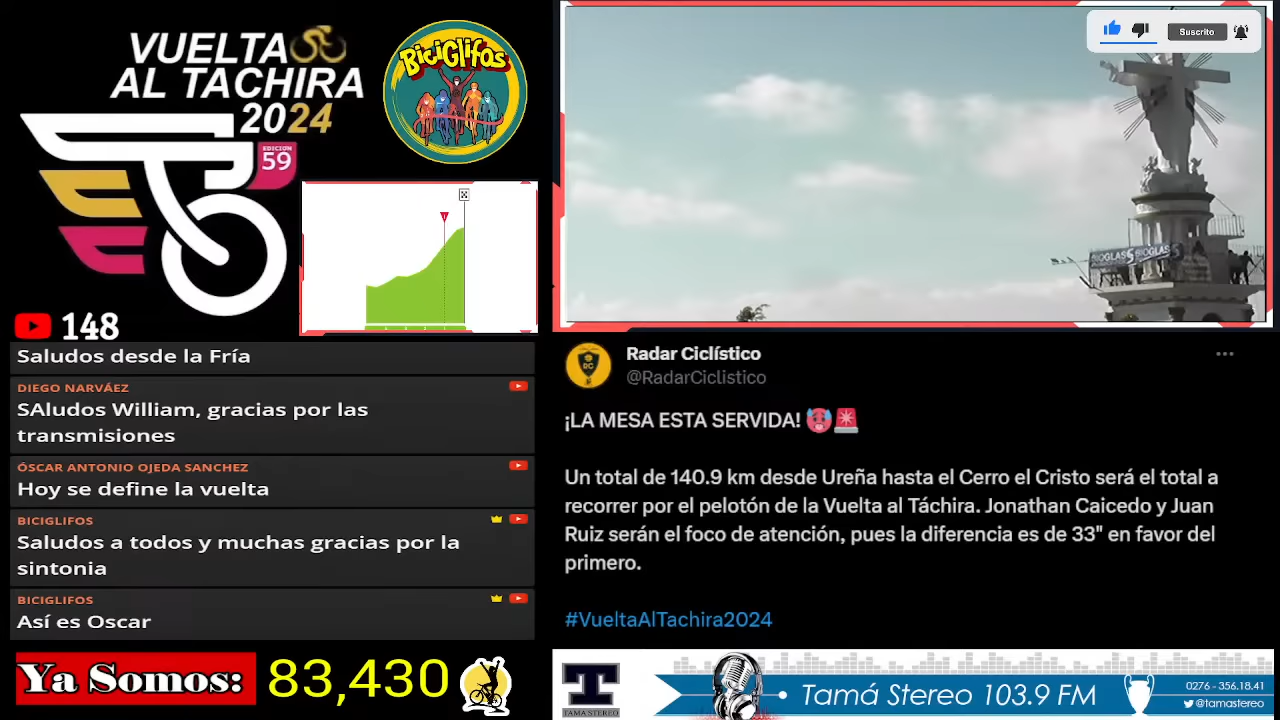 VUELTA
AL TACHIRA
2024
EDICIÓN
59
BiciGlifos
148
Saludos desde la Fría
DIEGO NARVÁEZ
SAludos William, gracias por las
transmisiones
ÓSCAR ANTONIO OJEDA SANCHEZ
Hoy se define la vuelta
BICIGLIFOS
Saludos a todos y muchas gracias por la
sintonia
BICIGLIFOS
Así es Oscar
Ya Somos: 83,430
Suscrito
BIOGLASS BIOGLASS
Radar Ciclístico
@RadarCiclistico
¡LA MESA ESTA SERVIDA!
Un total de 140.9 km desde Ureña hasta el Cerro el Cristo será el total a
recorrer por el pelotón de la Vuelta al Táchira. Jonathan Caicedo y Juan
Ruiz serán el foco de atención, pues la diferencia es de 33" en favor del
primero.
#VueltaAlTachira2024
T
TAMA STEREO
Tamá Stereo 103.9 FM
0276 - 356.18.41
@tamastereo